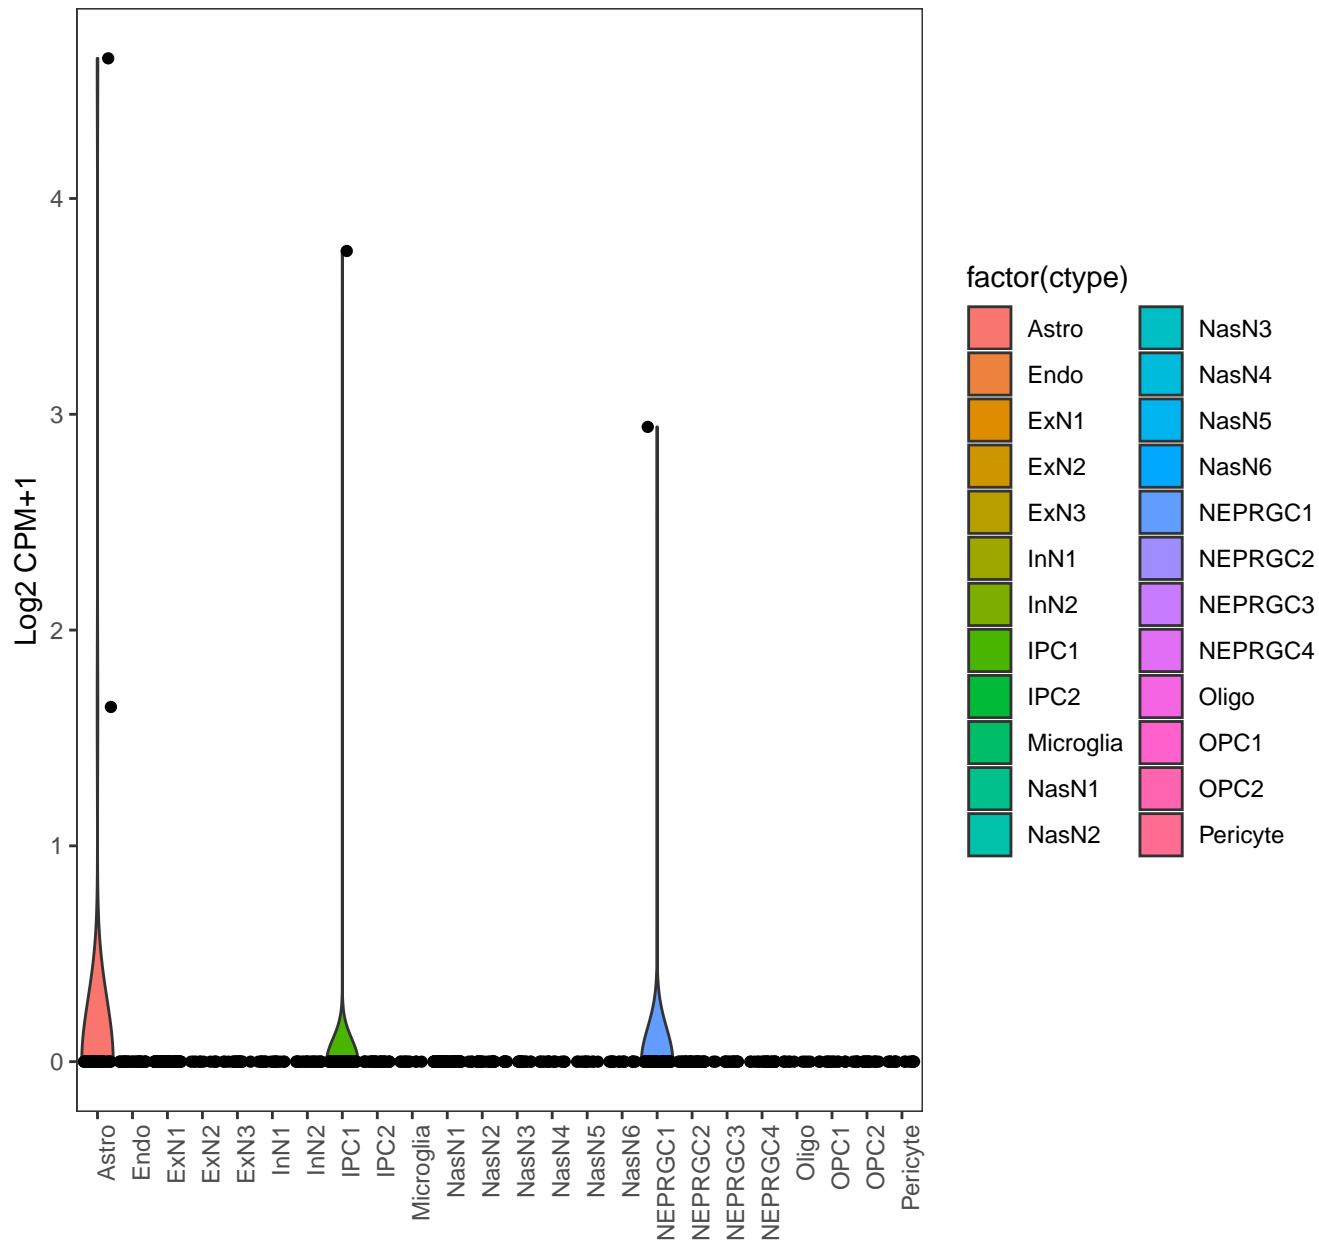 Log2 CPM+1
4
3
2
1
0
Astro
Endo
ExN1
ExN2
ExN3
InN1
InN2
IPC1
IPC2
Microglia
NasN1
NasN2
NasN3
NasN4
NasN5
NasN6
NEPRGC1
NEPRGC2
NEPRGC3
NEPRGC4
Oligo
OPC1
OPC2
Pericyte
factor(ctype)
Astro
Endo
ExN1
ExN2
ExN3
InN1
InN2
IPC1
IPC2
Microglia
NasN1
NasN2
NasN3
NasN4
NasN5
NasN6
NEPRGC1
NEPRGC2
NEPRGC3
NEPRGC4
Oligo
OPC1
OPC2
Pericyte